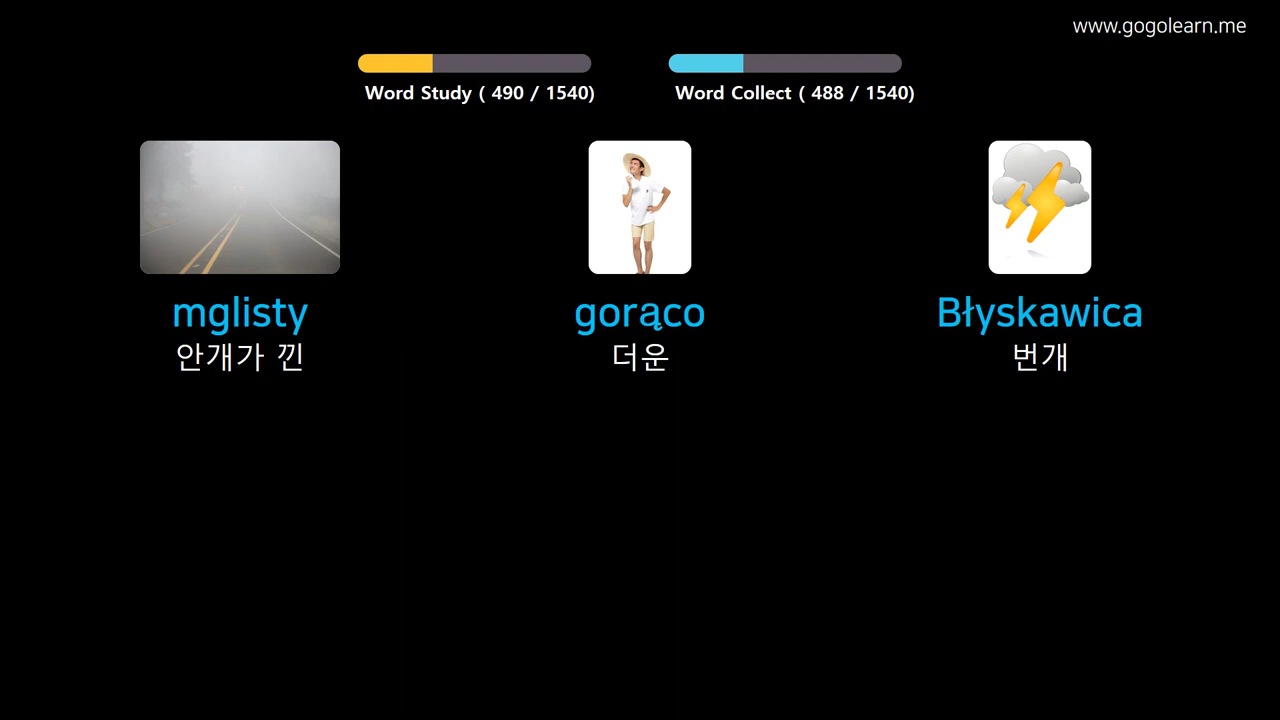 www.gogolearn.me
Word Study ( 490 / 1540)
Word Collect ( 488 / 1540)
mglisty
안개가 낀
gorąco
더운
Błyskawica
번개